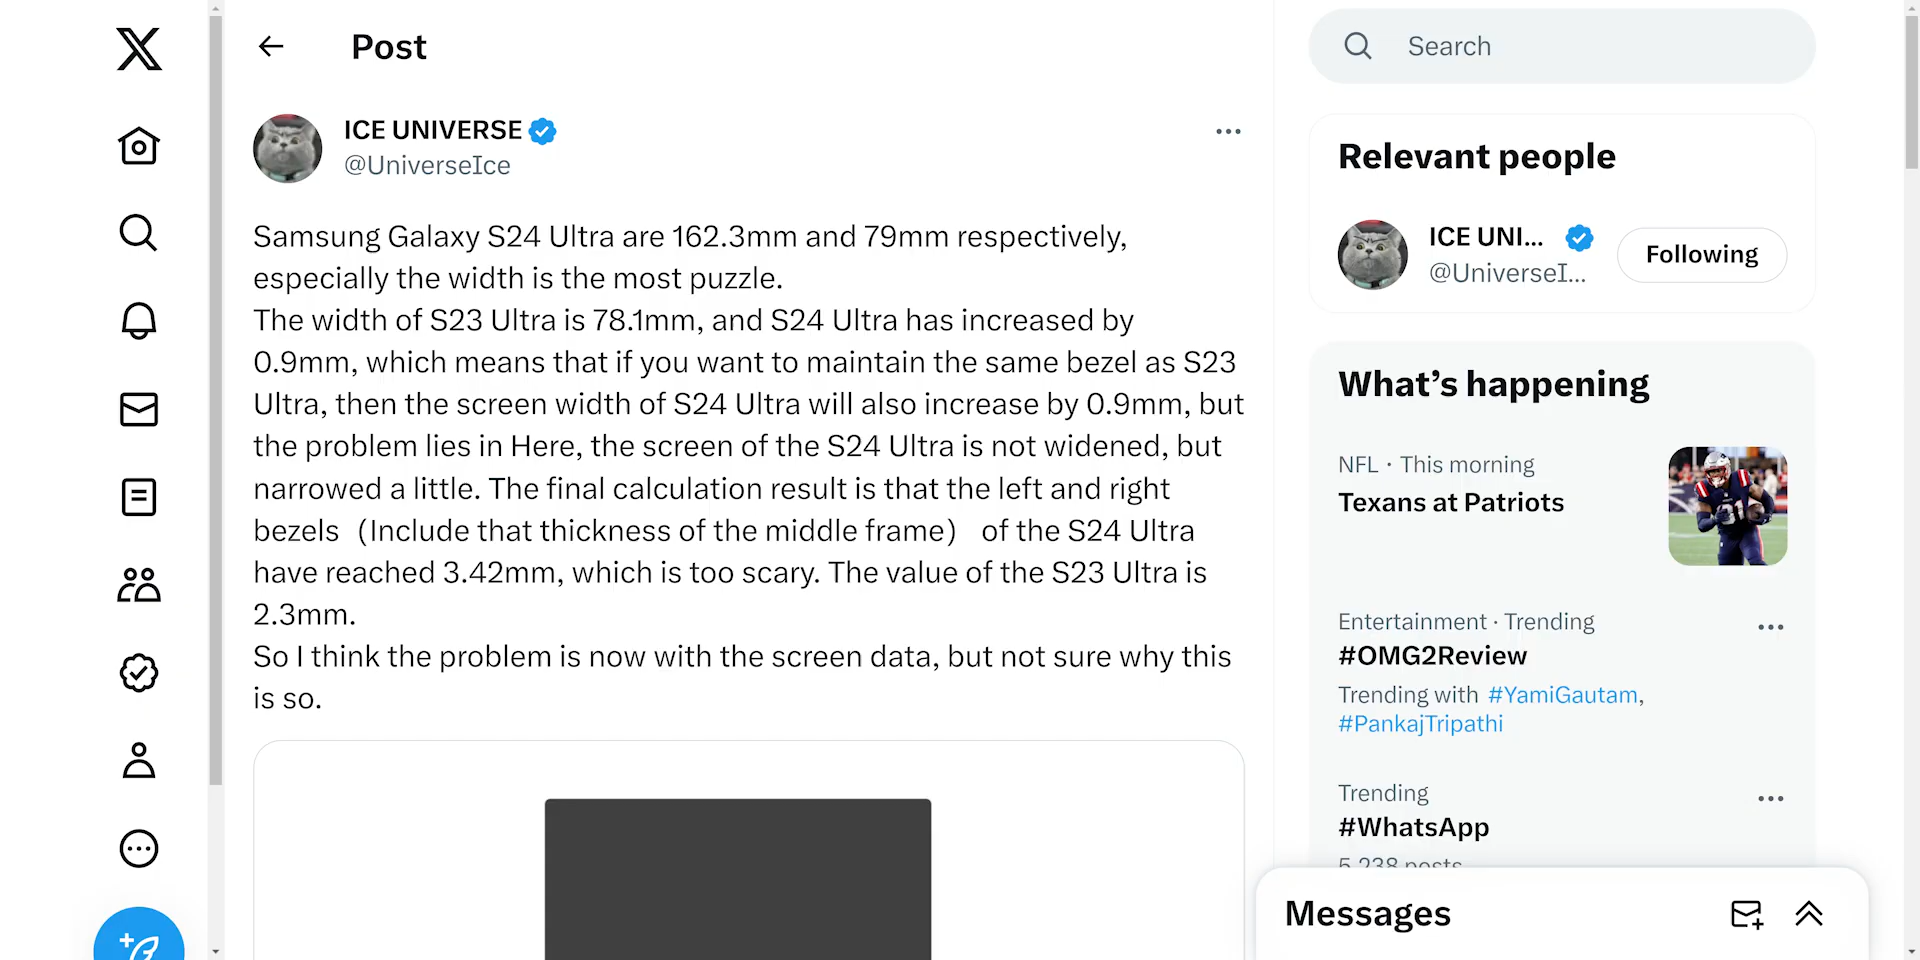 Post
Search
ICE UNIVERSE
@UniverseIce
Samsung Galaxy S24 Ultra are 162.3mm and 79mm respectively,
especially the width is the most puzzle.
The width of S23 Ultra is 78.1mm, and S24 Ultra has increased by
0.9mm, which means that if you want to maintain the same bezel as S23
Ultra, then the screen width of S24 Ultra will also increase by 0.9mm, but
the problem lies in Here, the screen of the S24 Ultra is not widened, but
narrowed a little. The final calculation result is that the left and right
bezels（Include that thickness of the middle frame） of the S24 Ultra
have reached 3.42mm, which is too scary. The value of the S23 Ultra is
2.3mm.
So I think the problem is now with the screen data, but not sure why this
is so.
Relevant people
ICE UNI...
@UniverseI...
Following
What’s happening
NFL · This morning
Texans at Patriots
Entertainment · Trending
#OMG2Review
Trending with #YamiGautam,
#PankajTripathi
Trending
#WhatsApp
5,238 posts
Messages